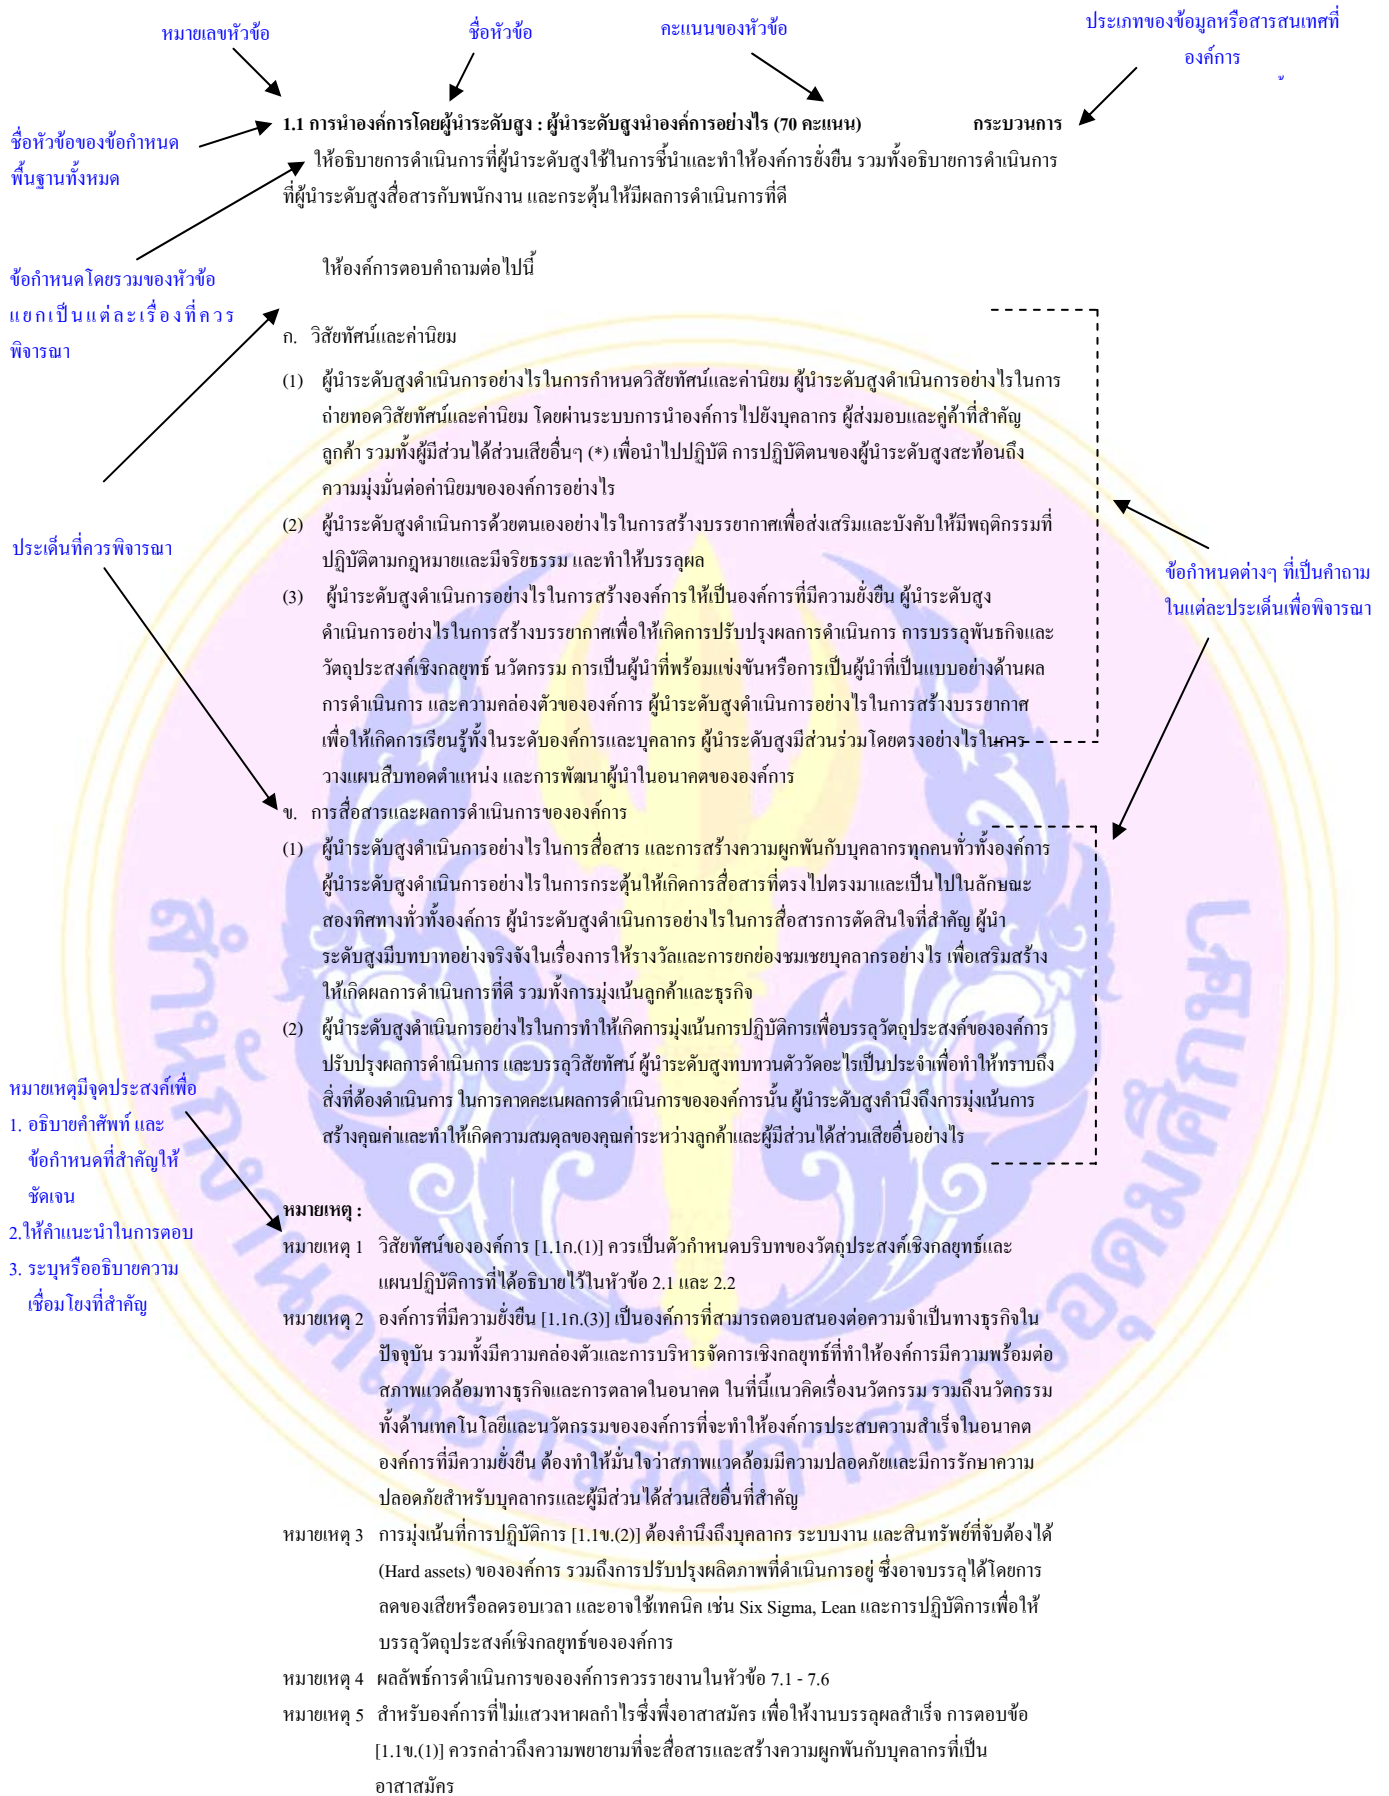 หมายเลขหัวข้อ
ชื่อหัวข้อ
คะแนนของหัวข้อ
ประเภทของข้อมูลหรือสารสนเทศที่
องค์การ
1.1 การนำองค์การโดยผู้นำระดับสูง : ผู้นำระดับสูงนำองค์การอย่างไร (70 คะแนน) กระบวนการ
ชื่อหัวข้อของข้อกำหนด
พื้นฐานทั้งหมด
ให้อธิบายการดำเนินการที่ผู้นำระดับสูงใช้ในการชี้นำและทำให้องค์การยั่งยืน รวมทั้งอธิบายการดำเนินการ
ที่ผู้นำระดับสูงสื่อสารกับพนักงาน และกระตุ้นให้มีผลการดำเนินการที่ดี
ข้อกำหนดโดยรวมของหัวข้อ
แยกเป็นแต่ละเรื่องที่ควร
พิจารณา
ให้องค์การตอบคำถามต่อไปนี้
ก. วิสัยทัศน์และค่านิยม
(1) ผู้นำระดับสูงดำเนินการอย่างไรในการกำหนดวิสัยทัศน์และค่านิยม ผู้นำระดับสูงดำเนินการอย่างไรในการ
ถ่ายทอดวิสัยทัศน์และค่านิยม โดยผ่านระบบการนำองค์การไปยังบุคลากร ผู้ส่งมอบและคู่ค้าที่สำคัญ
ลูกค้า รวมทั้งผู้มีส่วนได้ส่วนเสียอื่นๆ (*) เพื่อนำไปปฏิบัติ การปฏิบัติตนของผู้นำระดับสูงสะท้อนถึง
ความมุ่งมั่นต่อค่านิยมขององค์การอย่างไร
(2) ผู้นำระดับสูงดำเนินการด้วยตนเองอย่างไรในการสร้างบรรยากาศเพื่อส่งเสริมและบังคับให้มีพฤติกรรมที่
ปฏิบัติตามกฎหมายและมีจริยธรรม และทำให้บรรลุผล
ประเด็นที่ควรพิจารณา
ข้อกำหนดต่างๆ ที่เป็นคำถาม
ในแต่ละประเด็นเพื่อพิจารณา
(3) ผู้นำระดับสูงดำเนินการอย่างไรในการสร้างองค์การให้เป็นองค์การที่มีความยั่งยืน ผู้นำระดับสูง
ดำเนินการอย่างไรในการสร้างบรรยากาศเพื่อให้เกิดการปรับปรุงผลการดำเนินการ การบรรลุพันธกิจและ
วัตถุประสงค์เชิงกลยุทธ์ นวัตกรรม การเป็นผู้นำที่พร้อมแข่งขันหรือการเป็นผู้นำที่เป็นแบบอย่างด้านผล
การดำเนินการ และความคล่องตัวขององค์การ ผู้นำระดับสูงดำเนินการอย่างไรในการสร้างบรรยากาศ
เพื่อให้เกิดการเรียนรู้ทั้งในระดับองค์การและบุคลากร ผู้นำระดับสูงมีส่วนร่วมโดยตรงอย่างไรในการ
วางแผนสืบทอดตำแหน่ง และการพัฒนาผู้นำในอนาคตขององค์การ
ข. การสื่อสารและผลการดำเนินการขององค์การ
(1) ผู้นำระดับสูงดำเนินการอย่างไรในการสื่อสาร และการสร้างความผูกพันกับบุคลากรทุกคนทั่วทั้งองค์การ
ผู้นำระดับสูงดำเนินการอย่างไรในการกระตุ้นให้เกิดการสื่อสารที่ตรงไปตรงมาและเป็นไปในลักษณะ
สองทิศทางทั่วทั้งองค์การ ผู้นำระดับสูงดำเนินการอย่างไรในการสื่อสารการตัดสินใจที่สำคัญ ผู้นำ
ระดับสูงมีบทบาทอย่างจริงจังในเรื่องการให้รางวัลและการยกย่องชมเชยบุคลากรอย่างไร เพื่อเสริมสร้าง
ให้เกิดผลการดำเนินการที่ดี รวมทั้งการมุ่งเน้นลูกค้าและธุรกิจ
(2) ผู้นำระดับสูงดำเนินการอย่างไรในการทำให้เกิดการมุ่งเน้นการปฏิบัติการเพื่อบรรลุวัตถุประสงค์ขององค์การ
ปรับปรุงผลการดำเนินการ และบรรลุวิสัยทัศน์ ผู้นำระดับสูงทบทวนตัววัดอะไรเป็นประจำเพื่อทำให้ทราบถึง
สิ่งที่ต้องดำเนินการ ในการคาดคะเนผลการดำเนินการขององค์การนั้น ผู้นำระดับสูงคำนึงถึงการมุ่งเน้นการ
สร้างคุณค่าและทำให้เกิดความสมดุลของคุณค่าระหว่างลูกค้าและผู้มีส่วนได้ส่วนเสียอื่นอย่างไร
หมายเหตุมีจุดประสงค์เพื่อ
1. อธิบายคำศัพท์ และ
ข้อกำหนดที่สำคัญให้
ชัดเจน
2.ให้คำแนะนำในการตอบ
3. ระบุหรืออธิบายความ
เชื่อมโยงที่สำคัญ
หมายเหตุ :
หมายเหตุ 1 วิสัยทัศน์ขององค์การ [1.1ก.(1)] ควรเป็นตัวกำหนดบริบทของวัตถุประสงค์เชิงกลยุทธ์และ
แผนปฏิบัติการที่ได้อธิบายไว้ในหัวข้อ 2.1 และ 2.2
หมายเหตุ 2 องค์การที่มีความยั่งยืน [1.1ก.(3)] เป็นองค์การที่สามารถตอบสนองต่อความจำเป็นทางธุรกิจใน
ปัจจุบัน รวมทั้งมีความคล่องตัวและการบริหารจัดการเชิงกลยุทธ์ที่ทำให้องค์การมีความพร้อมต่อ
สภาพแวดล้อมทางธุรกิจและการตลาดในอนาคต ในที่นี้แนวคิดเรื่องนวัตกรรม รวมถึงนวัตกรรม
ทั้งด้านเทคโนโลยีและนวัตกรรมขององค์การที่จะทำให้องค์การประสบความสำเร็จในอนาคต
องค์การที่มีความยั่งยืน ต้องทำให้มั่นใจว่าสภาพแวดล้อมมีความปลอดภัยและมีการรักษาความ
ปลอดภัยสำหรับบุคลากรและผู้มีส่วนได้ส่วนเสียอื่นที่สำคัญ
หมายเหตุ 3 การมุ่งเน้นที่การปฏิบัติการ [1.1ข.(2)] ต้องคำนึงถึงบุคลากร ระบบงาน และสินทรัพย์ที่จับต้องได้
(Hard assets) ขององค์การ รวมถึงการปรับปรุงผลิตภาพที่ดำเนินการอยู่ ซึ่งอาจบรรลุได้โดยการ
ลดของเสียหรือลดรอบเวลา และอาจใช้เทคนิค เช่น Six Sigma, Lean และการปฏิบัติการเพื่อให้
บรรลุวัตถุประสงค์เชิงกลยุทธ์ขององค์การ
หมายเหตุ 4 ผลลัพธ์การดำเนินการขององค์การควรรายงานในหัวข้อ 7.1 - 7.6
หมายเหตุ 5 สำหรับองค์การที่ไม่แสวงหาผลกำไรซึ่งพึ่งอาสาสมัคร เพื่อให้งานบรรลุผลสำเร็จ การตอบข้อ
[1.1ข.(1)] ควรกล่าวถึงความพยายามที่จะสื่อสารและสร้างความผูกพันกับบุคลากรที่เป็น
อาสาสมัคร
สำนักงานคณะกรรมการการอุดมศึกษา